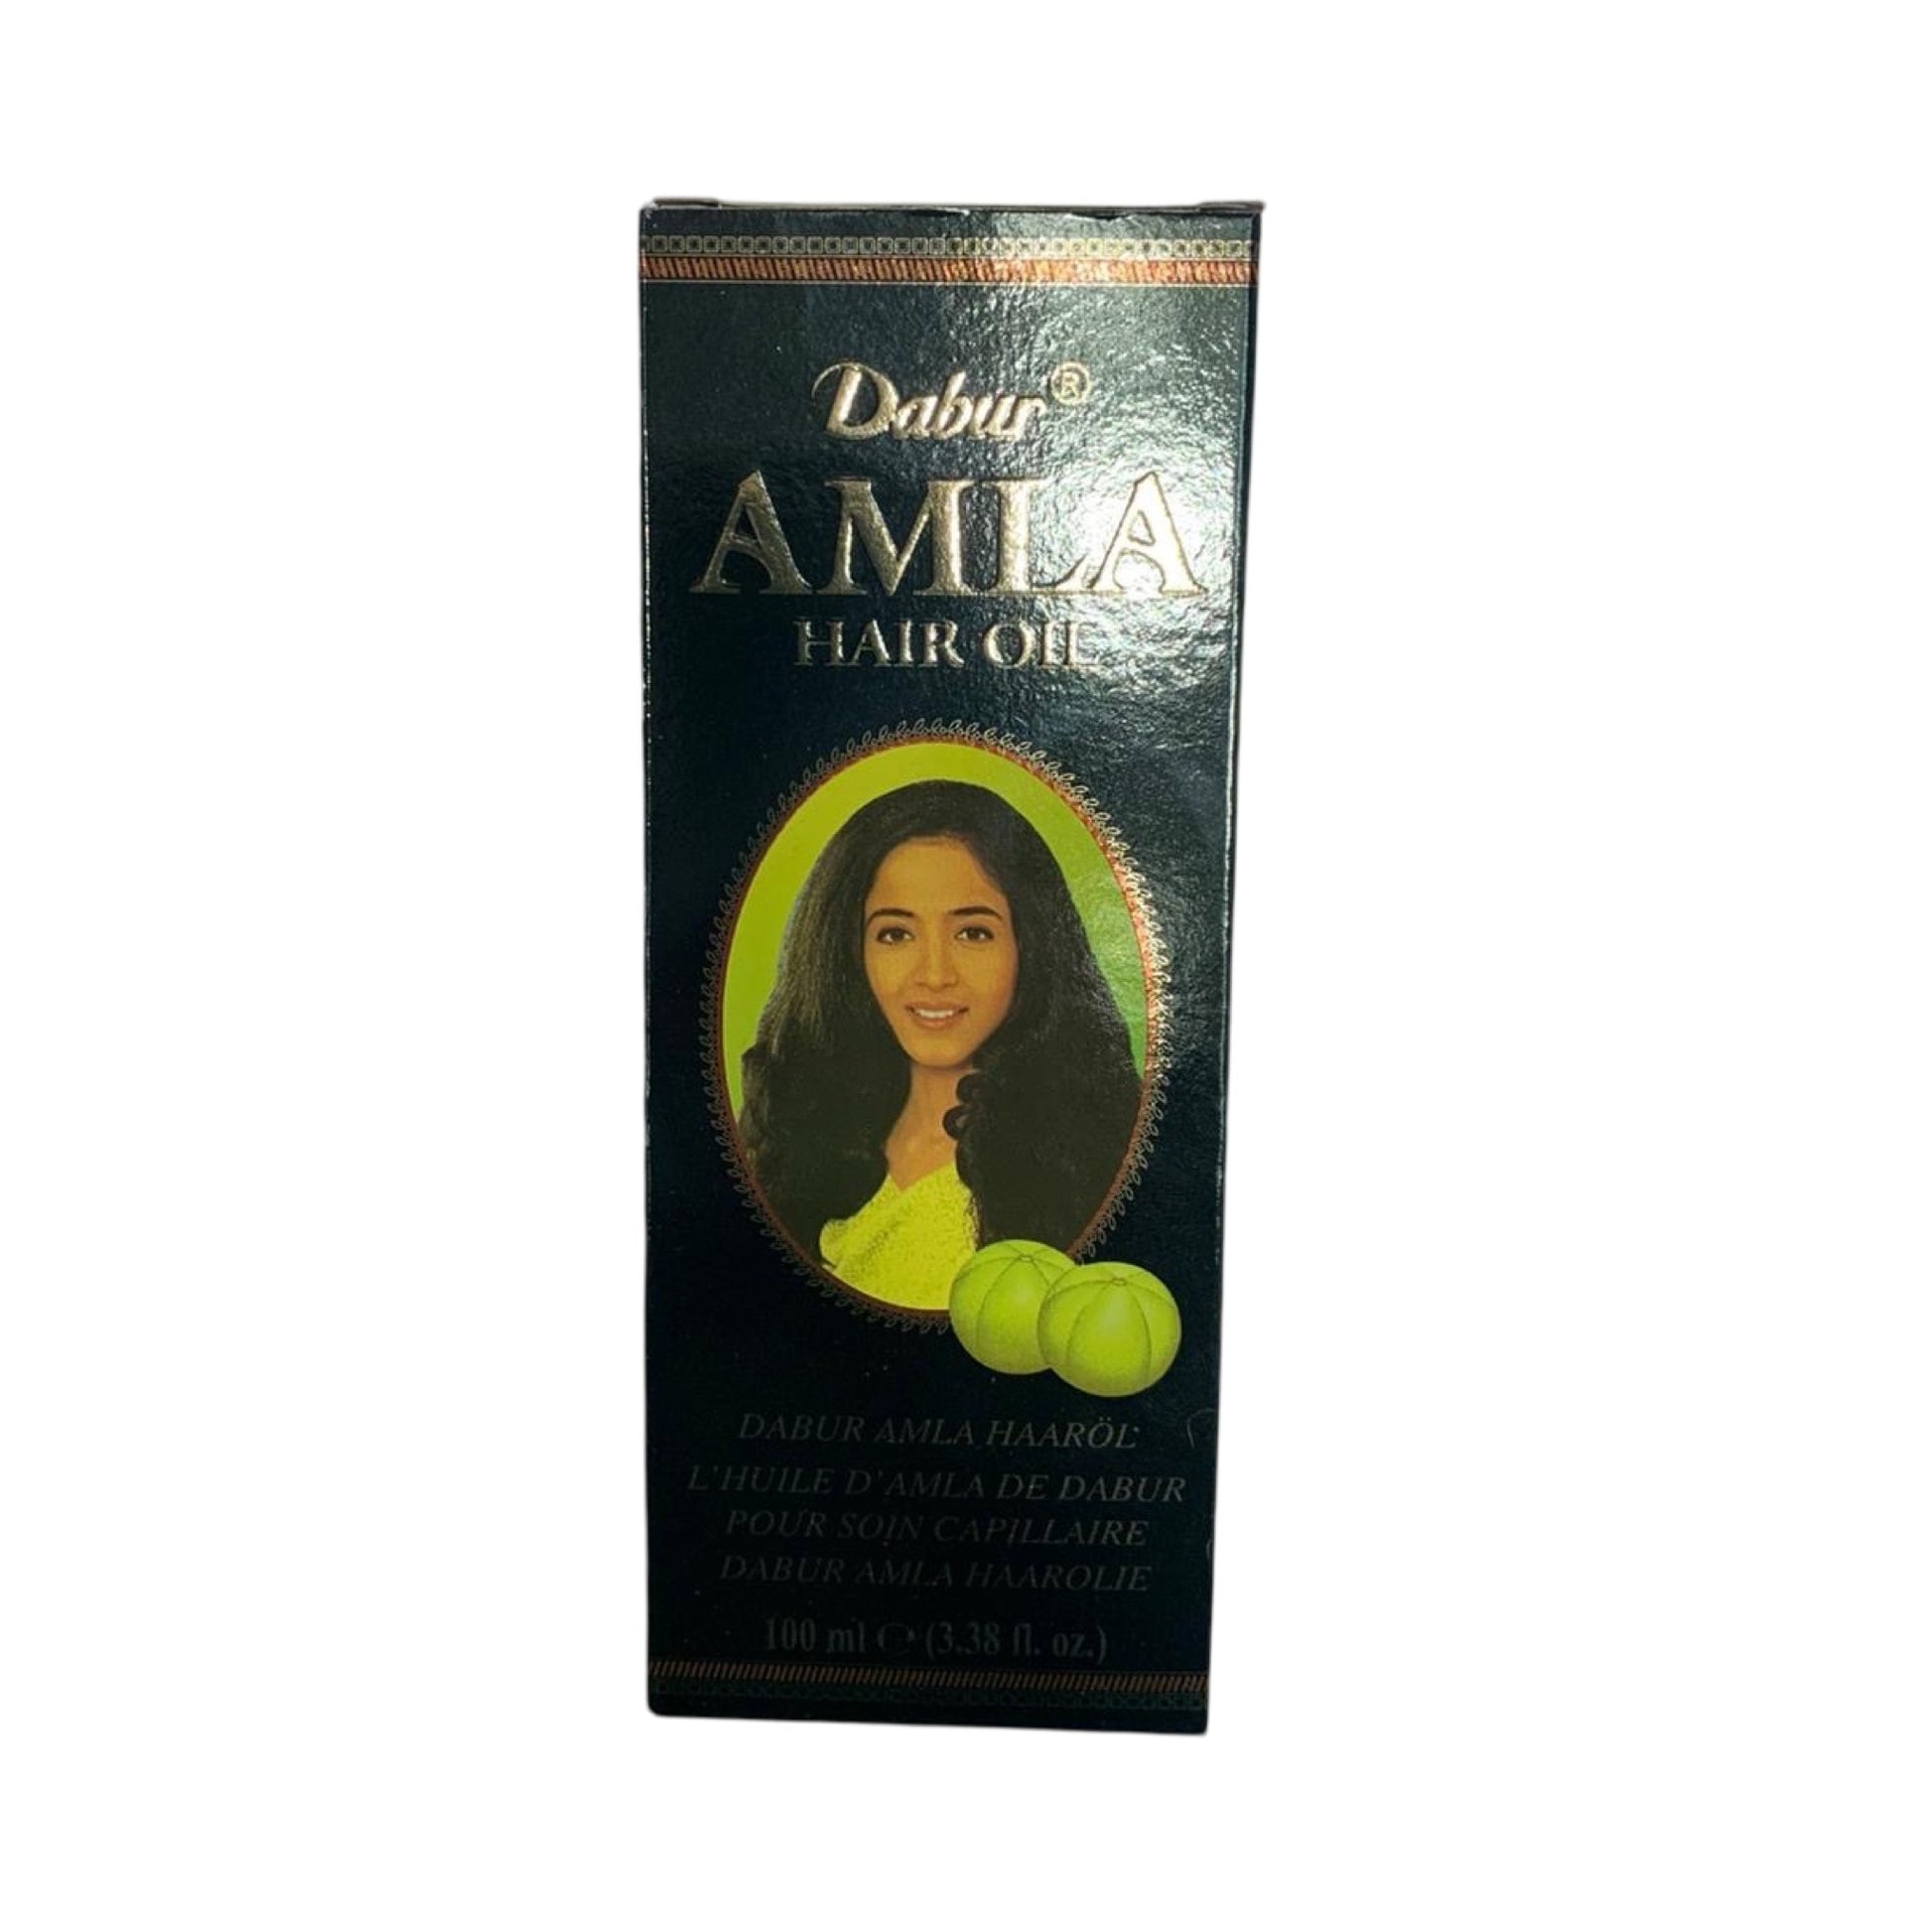 Dabur®
AMLA
HAIR OIL
DABUR AMLA HAARÖL
L'HUILE D'AMLA DE DABUR
POUR SOIN CAPILLAIRE
DABUR AMLA HAAROLIE
100 ml ℮ (3.38 fl. oz.)